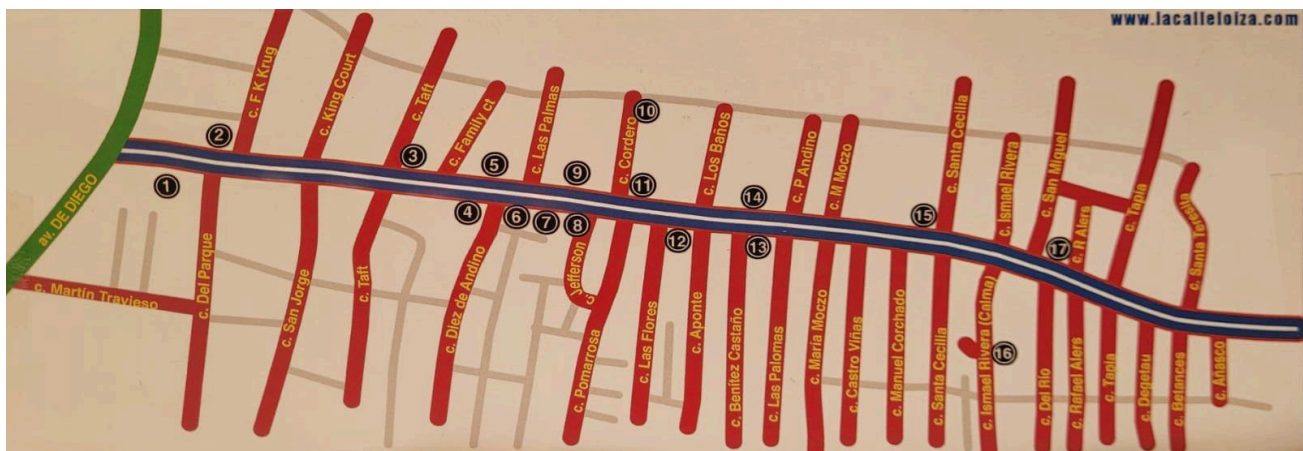 www.lacalleloiza.com
av. DE DIEGO
c. F K Krug
c. King Court
c. Taft
c. Family ct
c. Las Palmas
c. Cordero
c. Los Baños
c. P Andino
c. M Moczo
c. Santa Cecilia
c. Ismael Rivera
c. San Miguel
c. R Alers
c. Tapia
c. Santa Teresita
1
2
3
4
5
6
7
8
9
10
11
12
13
14
15
16
17
c. Martín Travieso
c. Del Parque
c. San Jorge
c. Taft
c. Diez de Andino
c. Jefferson
c. Pomarrosa
c. Las Flores
c. Aponte
c. Benítez Castaño
c. Las Palomas
c. María Moczo
c. Castro Viñas
c. Manuel Corchado
c. Santa Cecilia
c. Ismael Rivera (Calma)
c. Del Río
c. Rafael Alers
c. Tapia
c. Degetau
c. Betances
c. Añasco